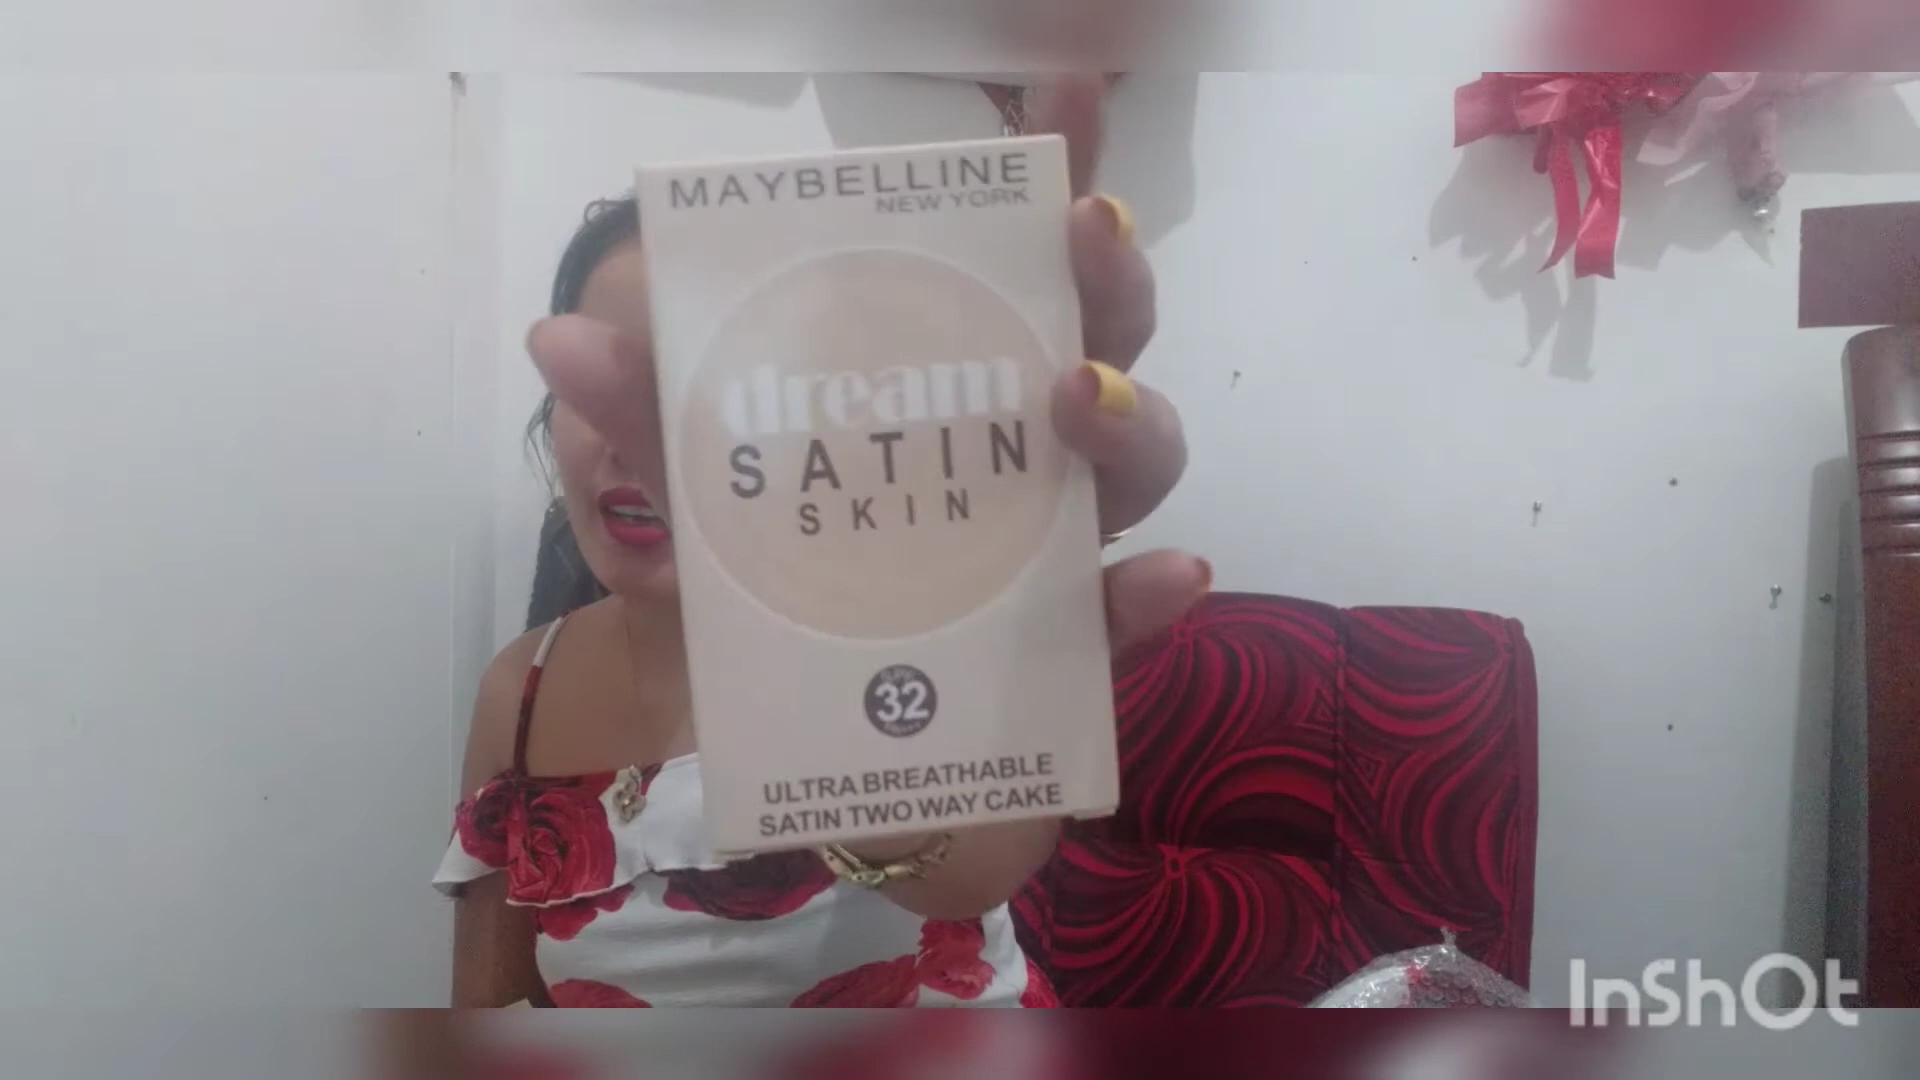 MAYBELLINE
NEW YORK
dream
SATIN
SKIN
32
ULTRA BREATHABLE
SATIN TWO WAY CAKE
InShOt